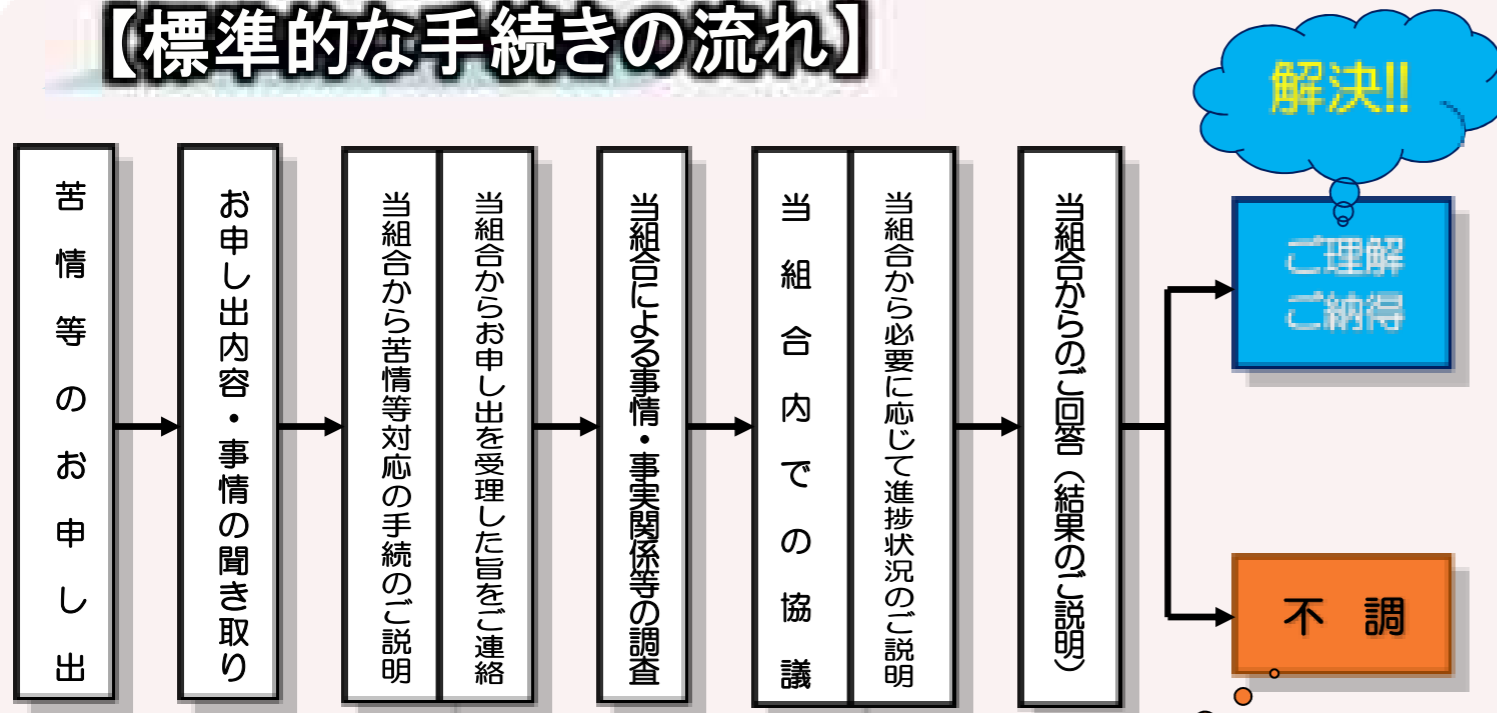 【標準的な手続きの流れ】
解決!!
苦情等のお申し出
お申し出内容・事情の聞き取り
当組合から苦情等対応の手続のご説明
当組合からお申し出を受理した旨をご連絡
当組合による事情・事実関係等の調査
当組合内での協議
当組合から必要に応じて進捗状況のご説明
当組合からのご回答（結果のご説明）
ご理解
ご納得
不調